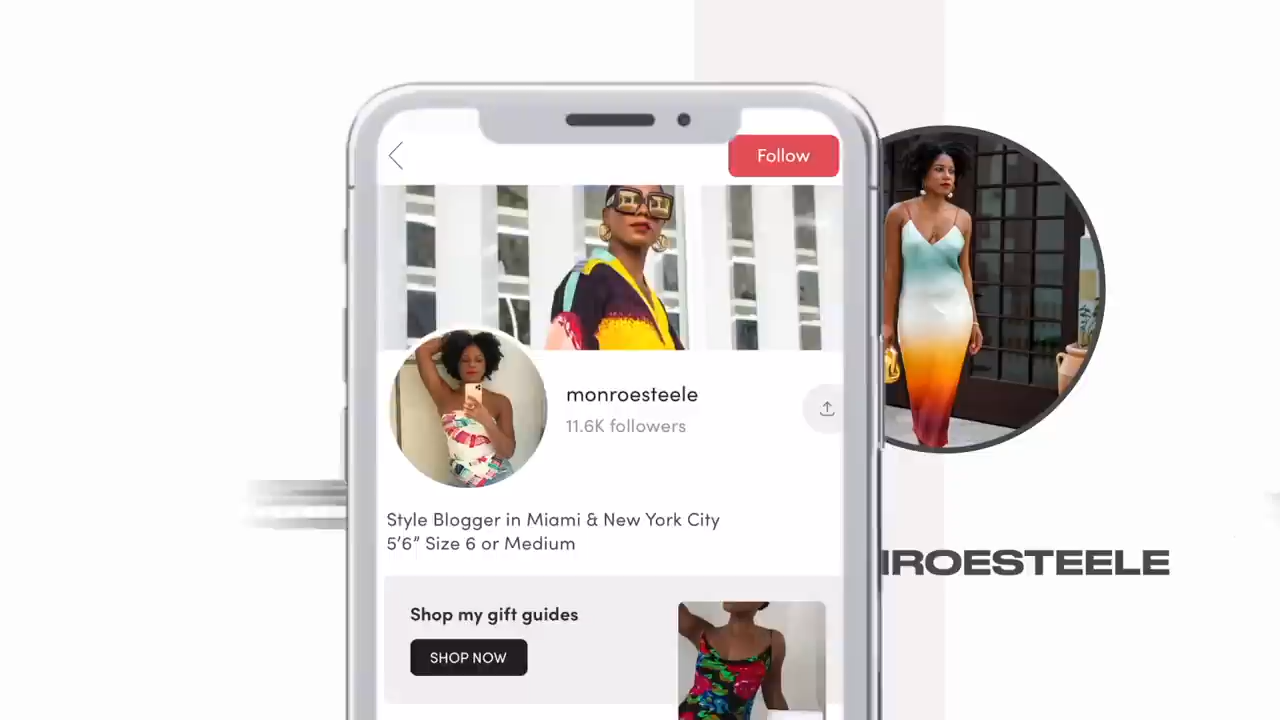 Follow
monroesteele
11.6K followers
Style Blogger in Miami & New York City
5’6” Size 6 or Medium
Shop my gift guides
SHOP NOW
ROESTEELE